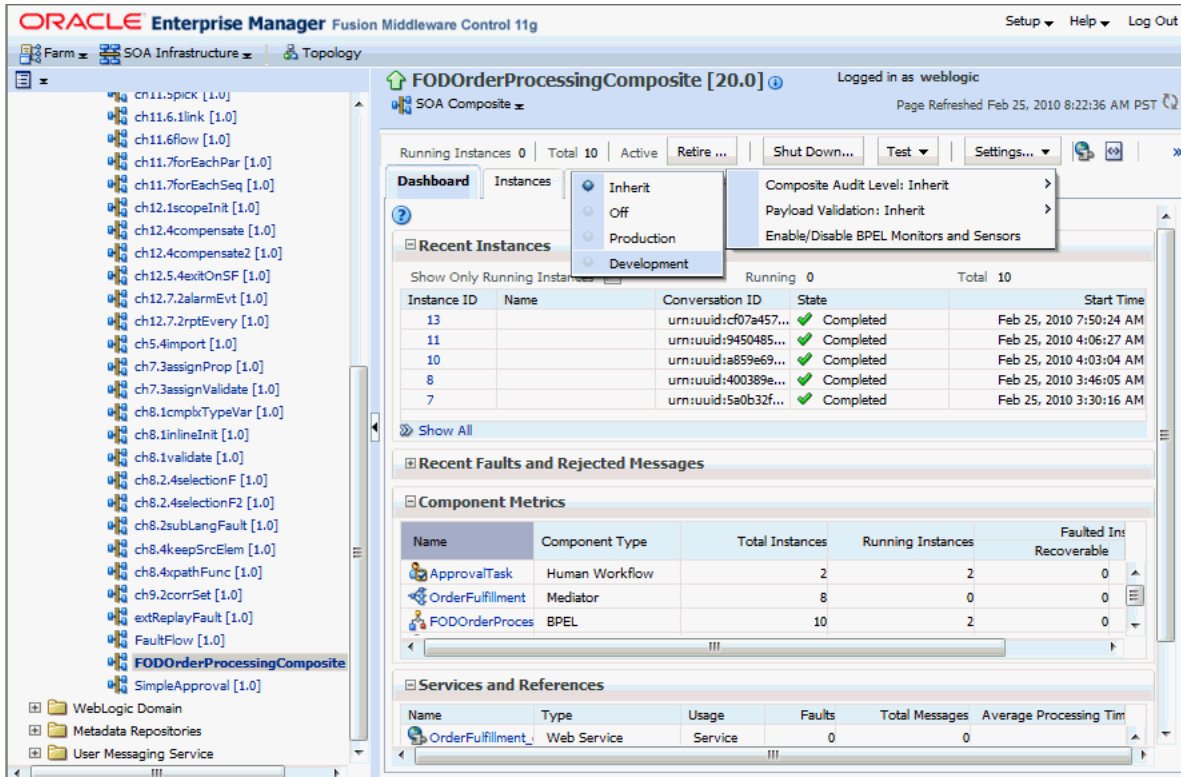 ORACLE Enterprise Manager Fusion Middleware Control 11g
Setup Help Log Out
Farm SOA Infrastructure Topology
ch11.5pick [1.0]
ch11.6.1link [1.0]
ch11.6flow [1.0]
ch11.7forEachPar [1.0]
ch11.7forEachSeq [1.0]
ch12.1scopeInit [1.0]
ch12.4compensate [1.0]
ch12.4compensate2 [1.0]
ch12.5.4exitOnSF [1.0]
ch12.7.2alarmEvt [1.0]
ch12.7.2rptEvery [1.0]
ch5.4import [1.0]
ch7.3assignProp [1.0]
ch7.3assignValidate [1.0]
ch8.1cmplxTypeVar [1.0]
ch8.1inlineInit [1.0]
ch8.1validate [1.0]
ch8.2.4selectionF [1.0]
ch8.2.4selectionF2 [1.0]
ch8.2subLangFault [1.0]
ch8.4keepSrcElem [1.0]
ch8.4xpathFunc [1.0]
ch9.2corrSet [1.0]
extReplayFault [1.0]
FaultFlow [1.0]
FODOrderProcessingComposite
SimpleApproval [1.0]
WebLogic Domain
Metadata Repositories
User Messaging Service
FODOrderProcessingComposite [20.0]
Logged in as weblogic
SOA Composite
Page Refreshed Feb 25, 2010 8:22:36 AM PST
Running Instances 0 Total 10 Active Retire ... Shut Down... Test Settings...
Dashboard Instances
Inherit
Off
Production
Development
Composite Audit Level: Inherit
Payload Validation: Inherit
Enable/Disable BPEL Monitors and Sensors
Recent Instances
Show Only Running Instances Running 0 Total 10
Instance ID Name Conversation ID State Start Time
13 urn:uuid:cf07a457... Completed Feb 25, 2010 7:50:24 AM
11 urn:uuid:9450485... Completed Feb 25, 2010 4:06:27 AM
10 urn:uuid:a859e69... Completed Feb 25, 2010 4:03:04 AM
8 urn:uuid:400389e... Completed Feb 25, 2010 3:46:05 AM
7 urn:uuid:5a0b32f... Completed Feb 25, 2010 3:30:16 AM
Show All
Recent Faults and Rejected Messages
Component Metrics
Name Component Type Total Instances Running Instances Faulted Ins
Recoverable
ApprovalTask Human Workflow 2 2 0
OrderFulfillment Mediator 8 0 0
FODOrderProces BPEL 10 2 0
Services and References
Name Type Usage Faults Total Messages Average Processing Tim
OrderFulfillment_ Web Service Service 0 0